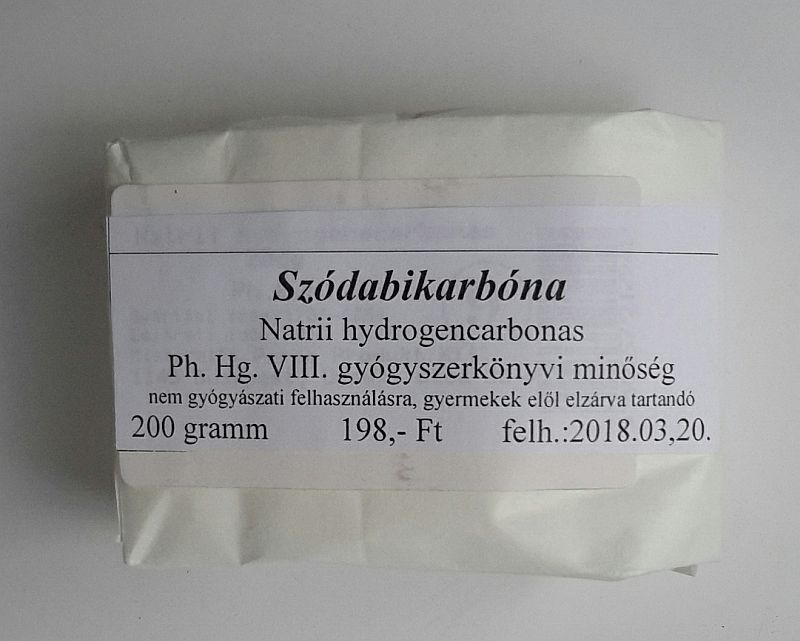 Szódabikarbóna
Natrii hydrogencarbonas
Ph. Hg. VIII. gyógyszerkönyvi minőség
nem gyógyászati felhasználásra, gyermekek elől elzárva tartandó
200 gramm 198,- Ft felh.:2018.03,20.